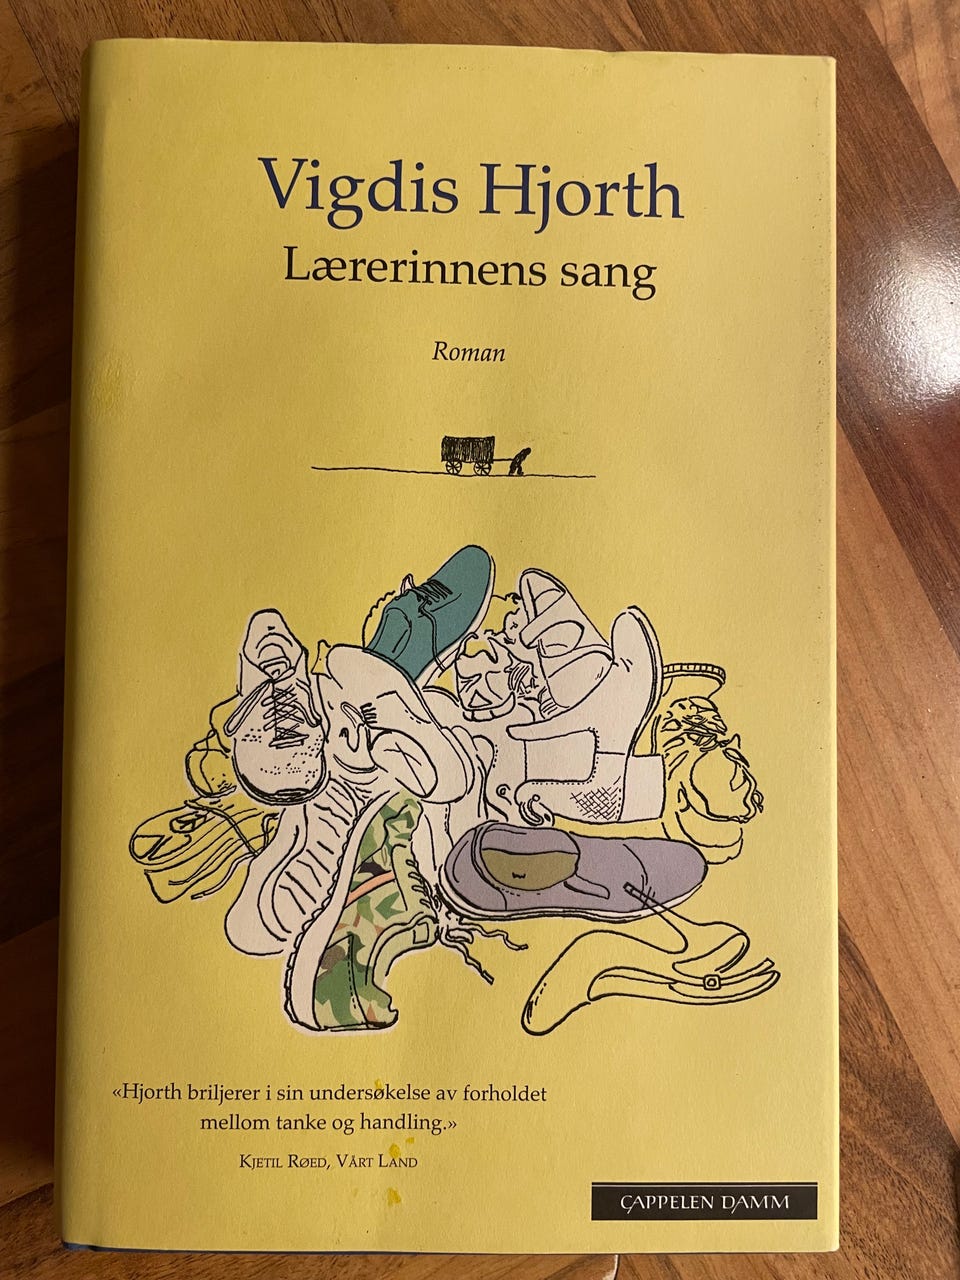 Vigdis Hjorth
Lærerinnens sang
Roman
«Hjorth briljerer i sin undersøkelse av forholdet
mellom tanke og handling.»
Kjetil Røed, Vårt Land
CAPPELEN DAMM